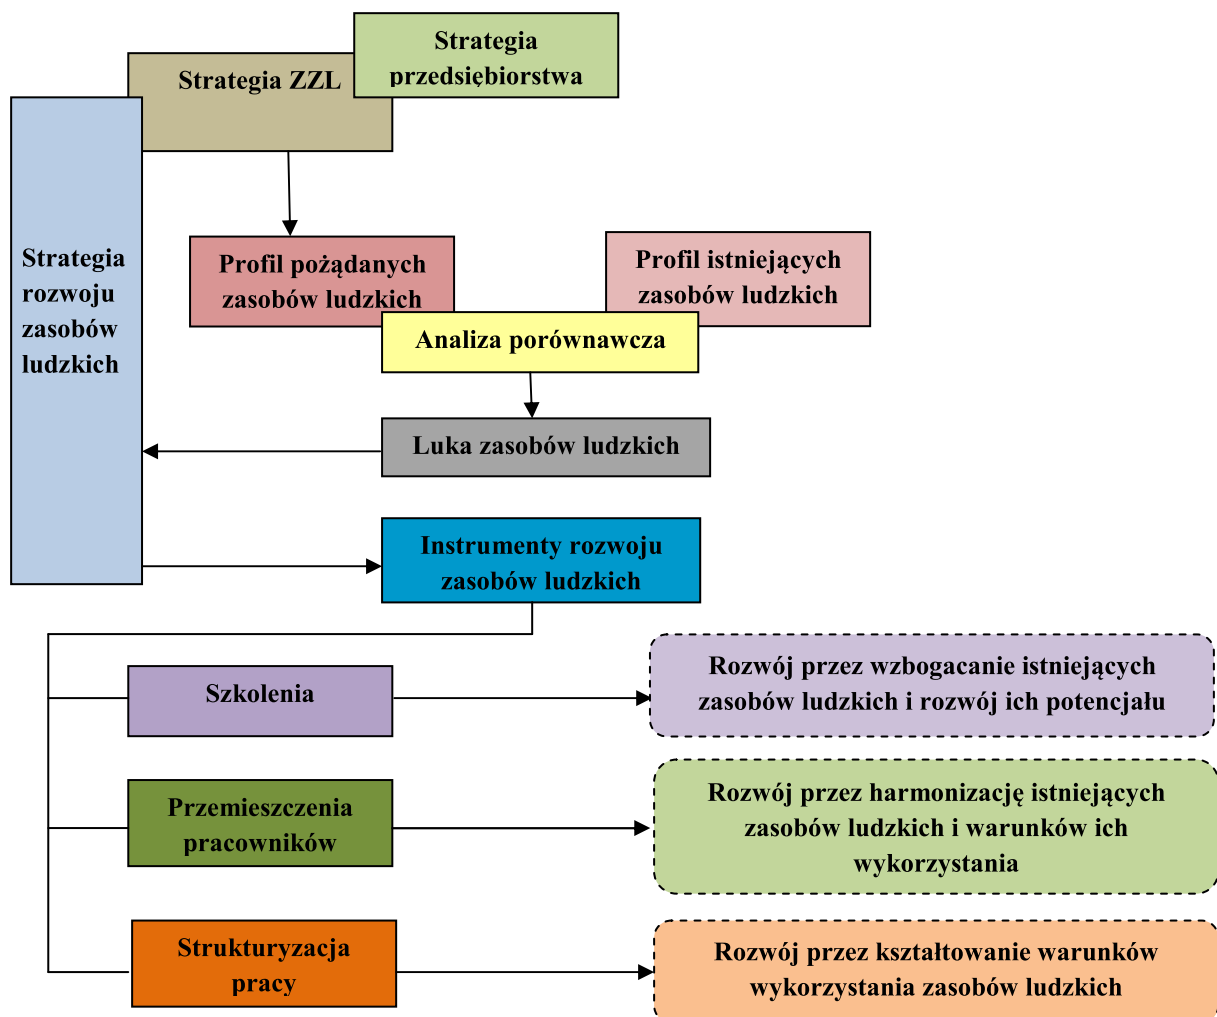 Strategia
przedsiębiorstwa
Strategia ZZL
Strategia
rozwoju
zasobów
ludzkich
Profil pożądanych
zasobów ludzkich
Profil istniejących
zasobów ludzkich
Analiza porównawcza
Luka zasobów ludzkich
Instrumenty rozwoju
zasobów ludzkich
Szkolenia
Rozwój przez wzbogacanie istniejących
zasobów ludzkich i rozwój ich potencjału
Przemieszczenia
pracowników
Rozwój przez harmonizację istniejących
zasobów ludzkich i warunków ich
wykorzystania
Strukturyzacja
pracy
Rozwój przez kształtowanie warunków
wykorzystania zasobów ludzkich